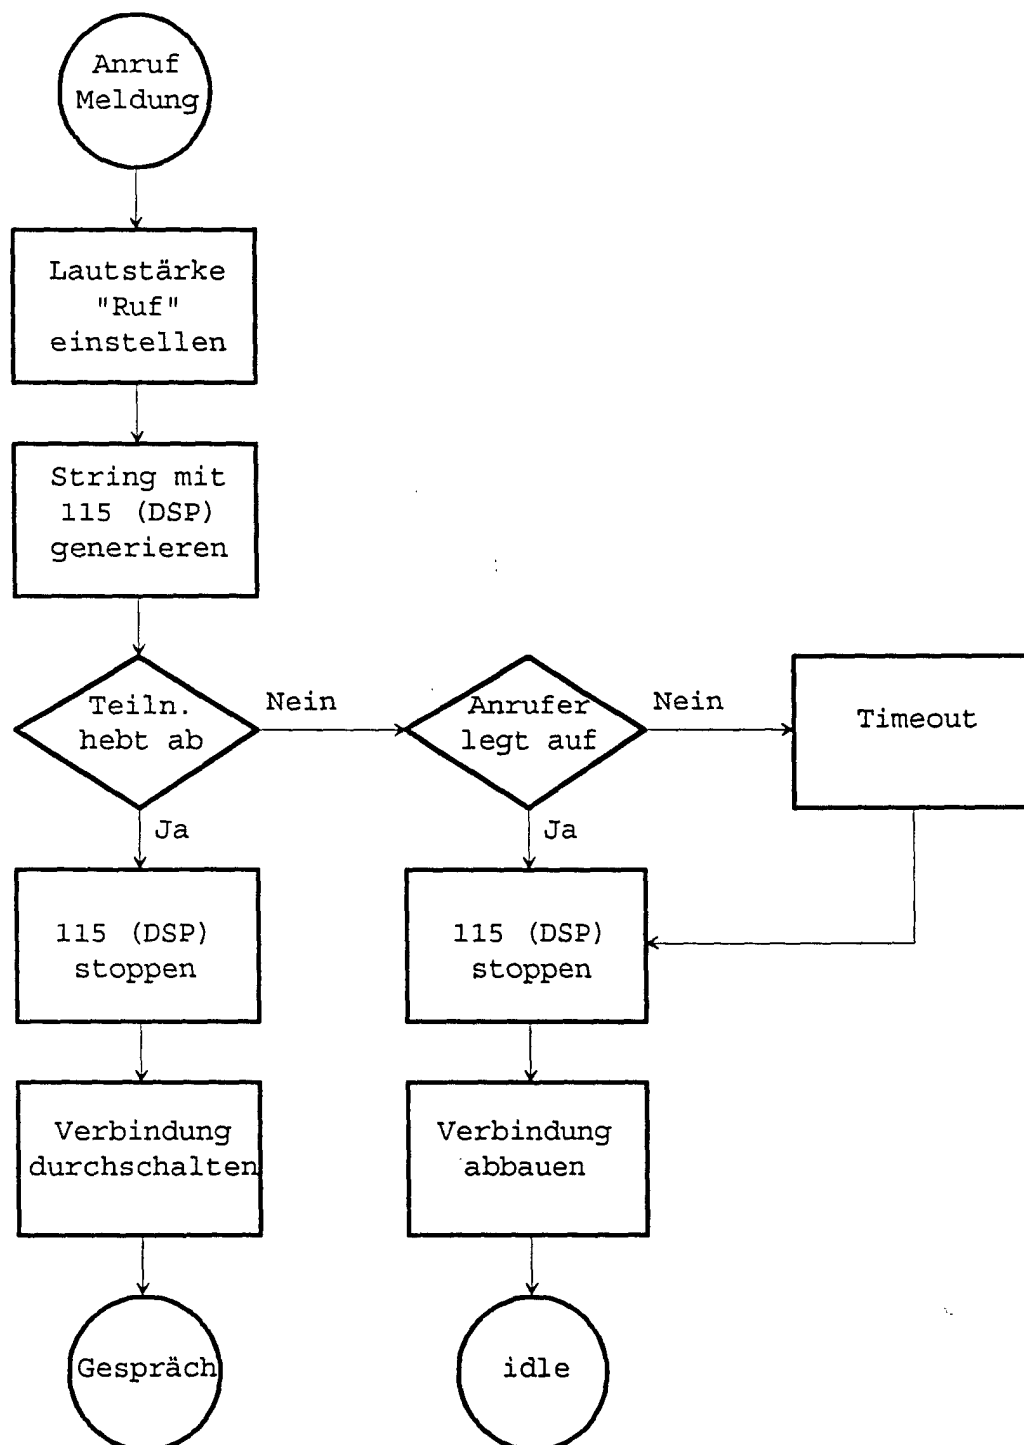 Anruf
Meldung
Lautstärke
"Ruf"
einstellen
String mit
115 (DSP)
generieren
Teiln.
hebt ab
Nein
Anrufer
legt auf
Nein
Timeout
Ja
Ja
115 (DSP)
stoppen
115 (DSP)
stoppen
Verbindung
durchschalten
Verbindung
abbauen
Gespräch
idle